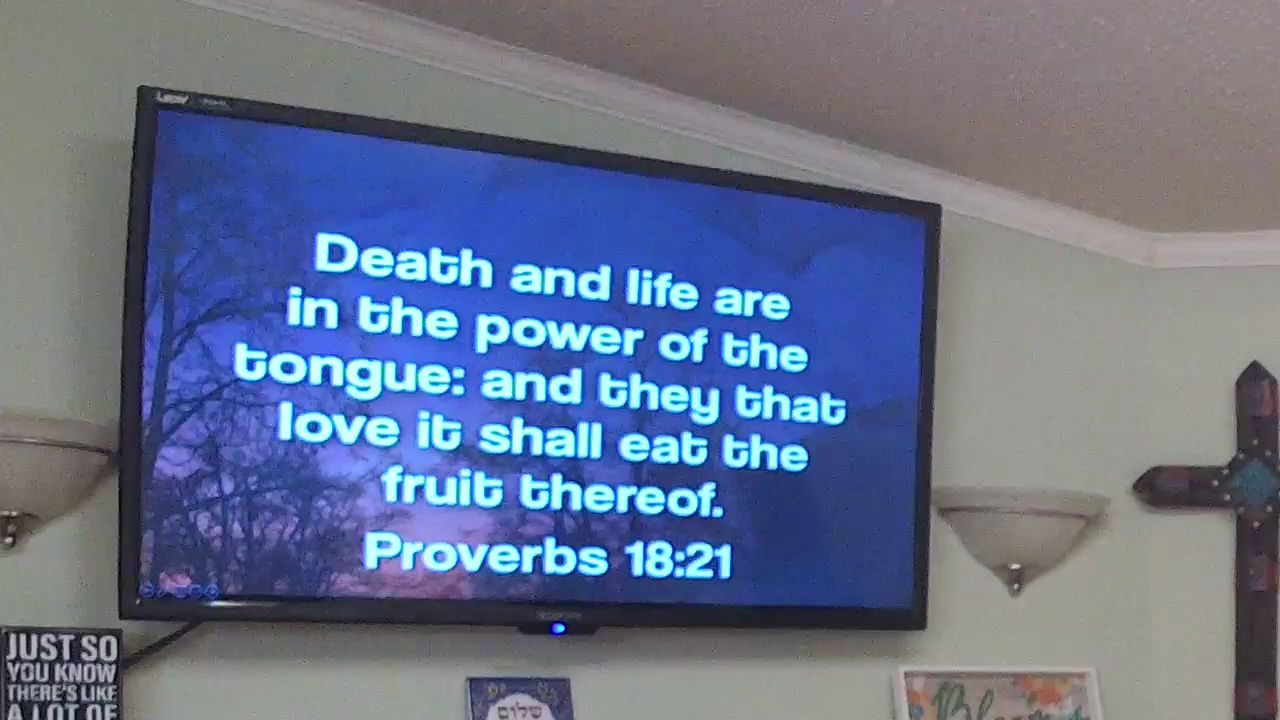 Death and life are
in the power of the
tongue: and they that
love it shall eat the
fruit thereof.
Proverbs 18:21
JUST SO
YOU KNOW
THERE'S LIKE
A LOT OF
שלום